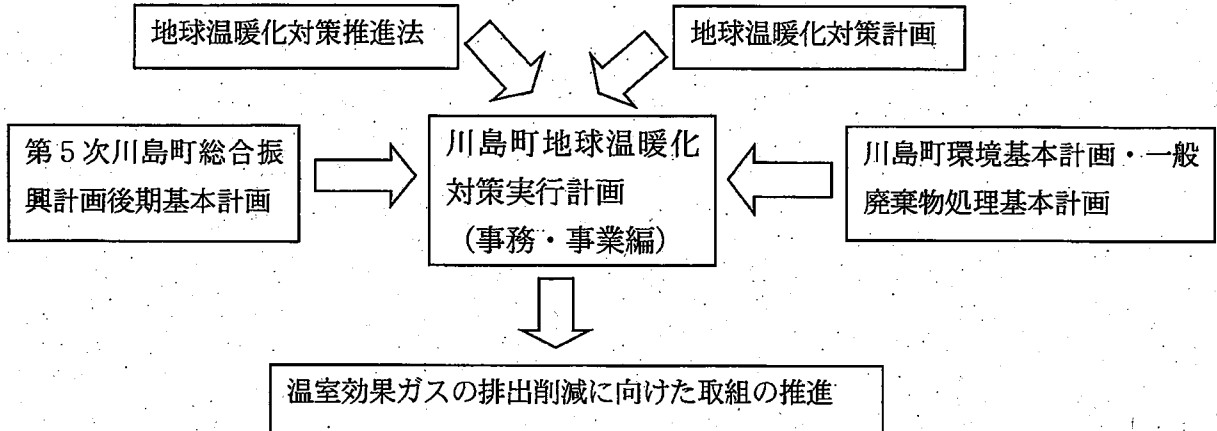 地球温暖化対策推進法
地球温暖化対策計画
第5次川島町総合振
興計画後期基本計画
川島町地球温暖化
対策実行計画
（事務・事業編）
川島町環境基本計画・一般
廃棄物処理基本計画
温室効果ガスの排出削減に向けた取組の推進